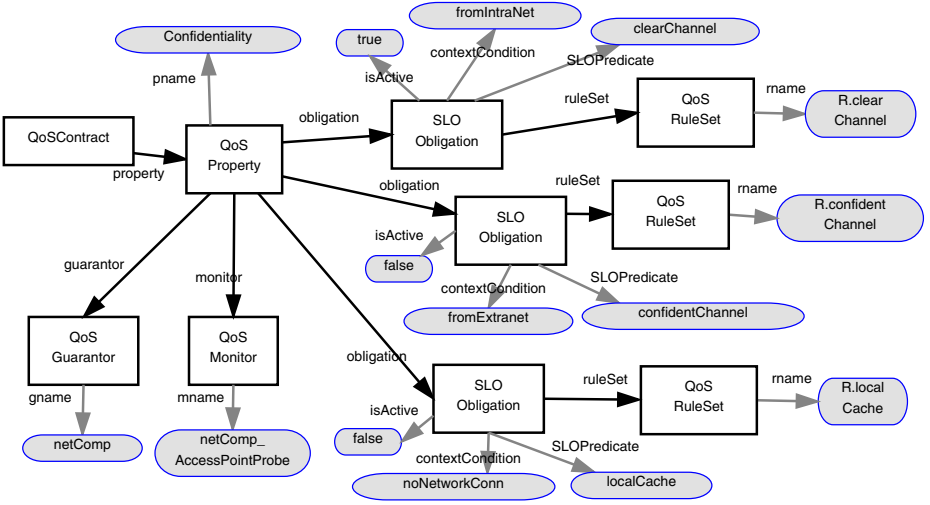 fromIntraNet
Confidentiality
true
clearChannel
contextCondition
SLOPredicate
isActive
pname
ruleSet
rname
QoS
RuleSet
R.clear
Channel
obligation
SLO
Obligation
QoSContract
property
QoS
Property
obligation
ruleSet
QoS
RuleSet
rname
R.confident
Channel
SLO
Obligation
isActive
false
contextCondition
SLOPredicate
fromExtranet
confidentChannel
guarantor
monitor
QoS
Guarantor
QoS
Monitor
obligation
SLO
Obligation
ruleSet
QoS
RuleSet
rname
R.local
Cache
gname
mname
isActive
false
netComp
netComp_
AccessPointProbe
contextCondition
SLOPredicate
noNetworkConn
localCache